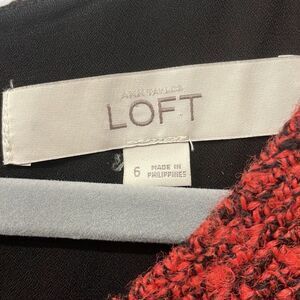 ANN TAYLOR
LOFT
6
MADE IN
PHILIPPINES